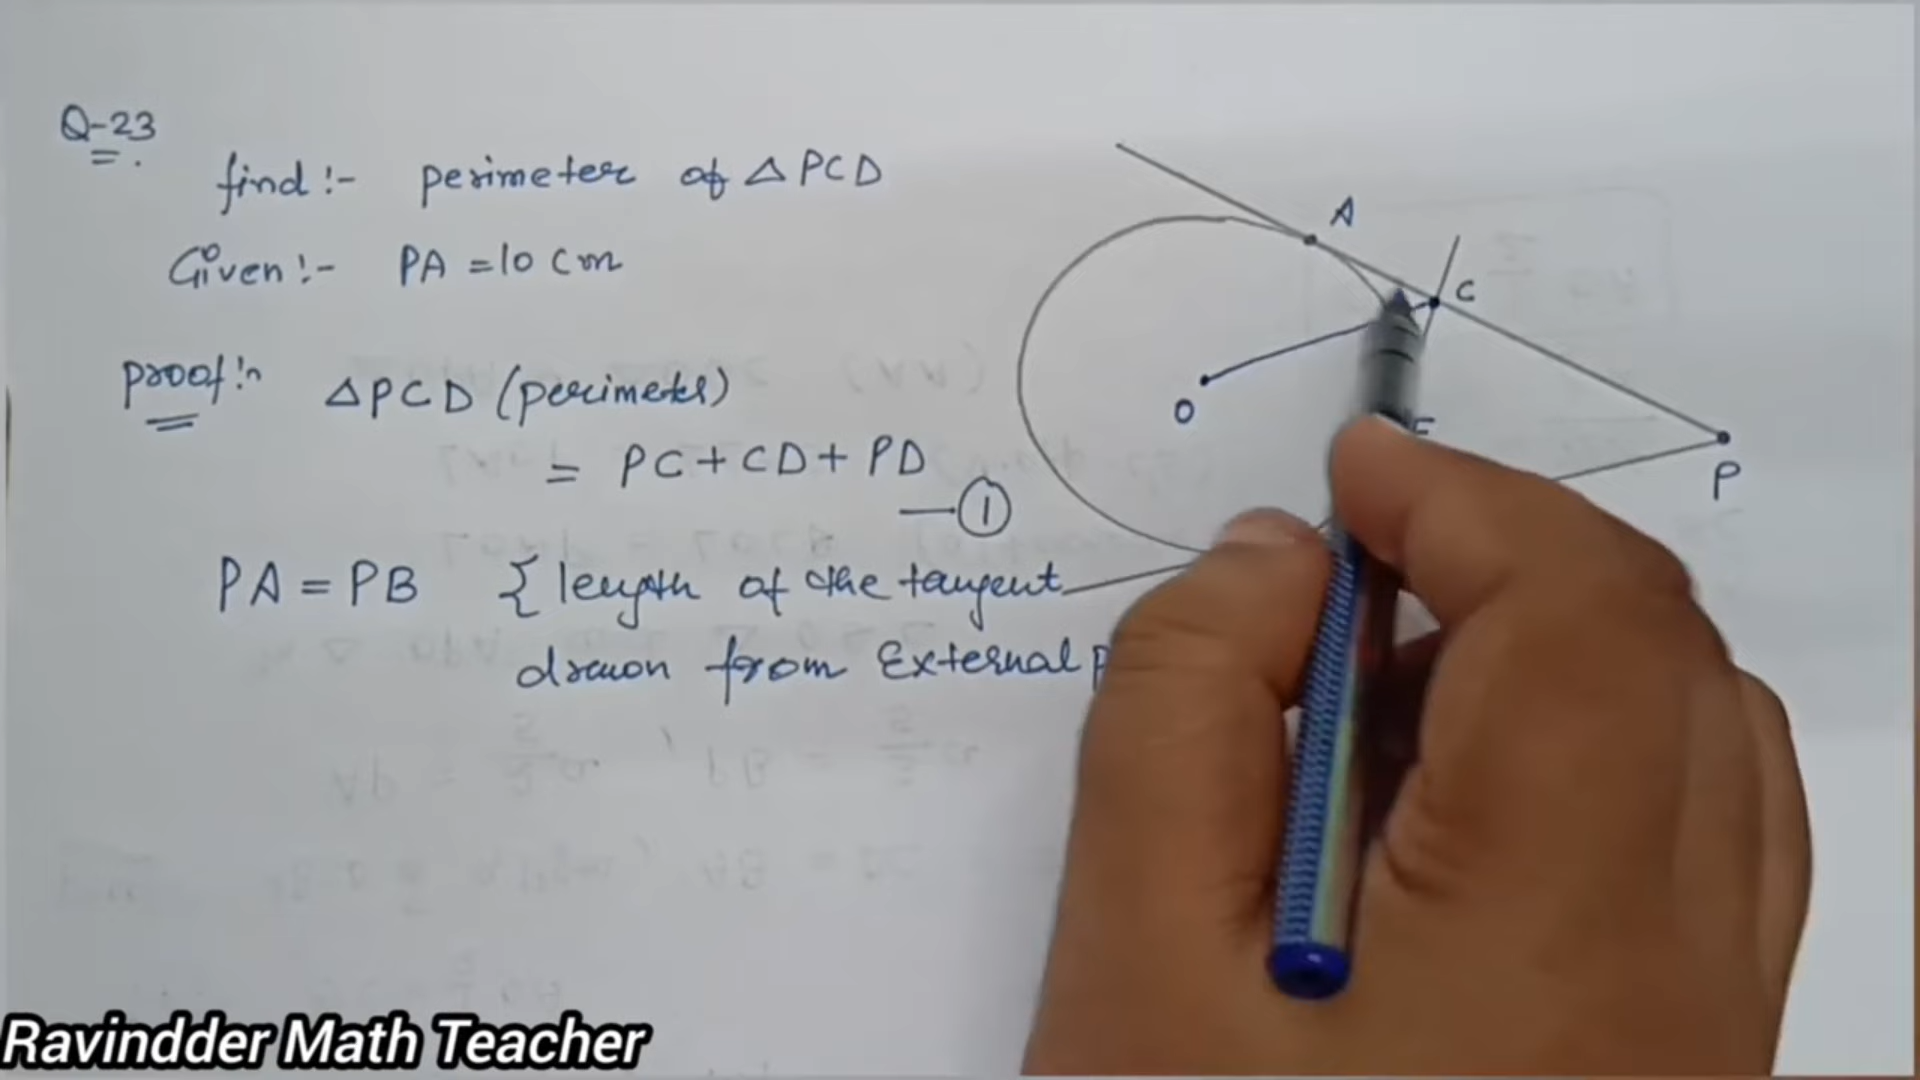 Q-23
find :- perimeter of △PCD
Given :- PA = 10 cm
proof :- △PCD (perimeter)
= PC + CD + PD
— ①
PA = PB { length of the tangent
drawn from External
A
C
O
E
P
Ravindder Math Teacher